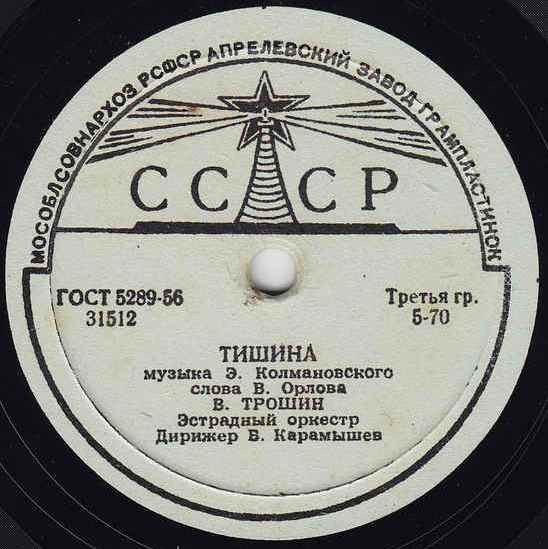 МОСОБЛСОВНАРХОЗ РСФСР АПРЕЛЕВСКИЙ ЗАВОД ГРАМПЛАСТИНОК
СССР
ГОСТ 5289-56
31512
Третья гр.
5-70
ТИШИНА
музыка Э. Колмановского
слова В. Орлова
В. ТРОШИН
Эстрадный оркестр
Дирижер В. Карамышев